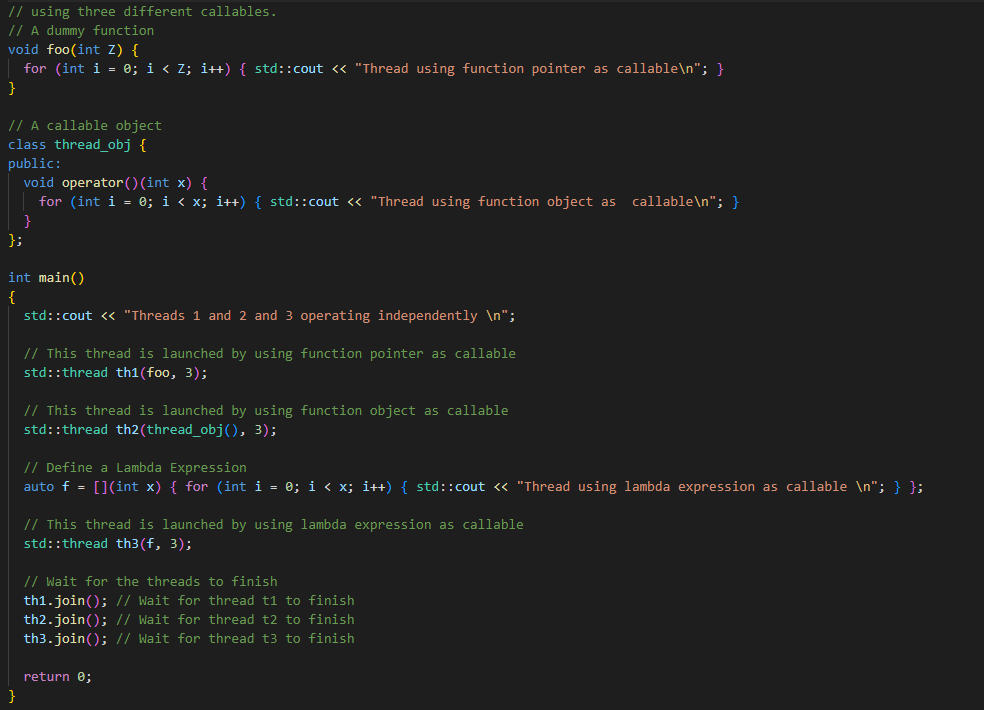 // using three different callables.
// A dummy function
void foo(int Z) {
  for (int i = 0; i < Z; i++) { std::cout << "Thread using function pointer as callable\n"; }
}

// A callable object
class thread_obj {
public:
  void operator()(int x) {
    for (int i = 0; i < x; i++) { std::cout << "Thread using function object as  callable\n"; }
  }
};

int main()
{
  std::cout << "Threads 1 and 2 and 3 operating independently \n";

  // This thread is launched by using function pointer as callable
  std::thread th1(foo, 3);

  // This thread is launched by using function object as callable
  std::thread th2(thread_obj(), 3);

  // Define a Lambda Expression
  auto f = [](int x) { for (int i = 0; i < x; i++) { std::cout << "Thread using lambda expression as callable \n"; } };

  // This thread is launched by using lambda expression as callable
  std::thread th3(f, 3);

  // Wait for the threads to finish
  th1.join(); // Wait for thread t1 to finish
  th2.join(); // Wait for thread t2 to finish
  th3.join(); // Wait for thread t3 to finish

  return 0;
}